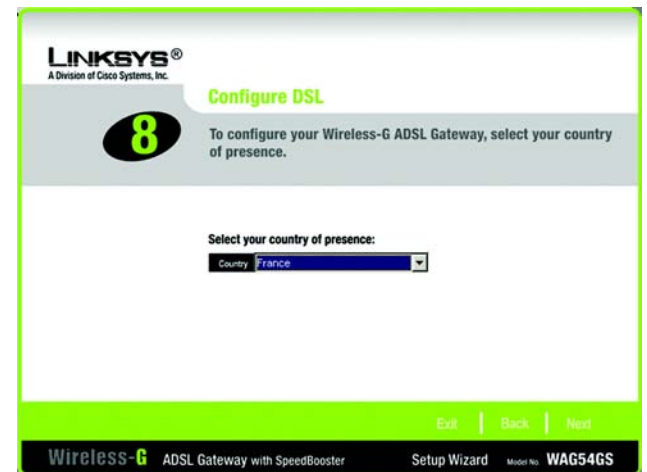 LINKSYS®
A Division of Cisco Systems, Inc.
Configure DSL
8
To configure your Wireless-G ADSL Gateway, select your country
of presence.
Select your country of presence:
Country France
Exit Back Next
Wireless-G ADSL Gateway with SpeedBooster Setup Wizard Model No. WAG54GS